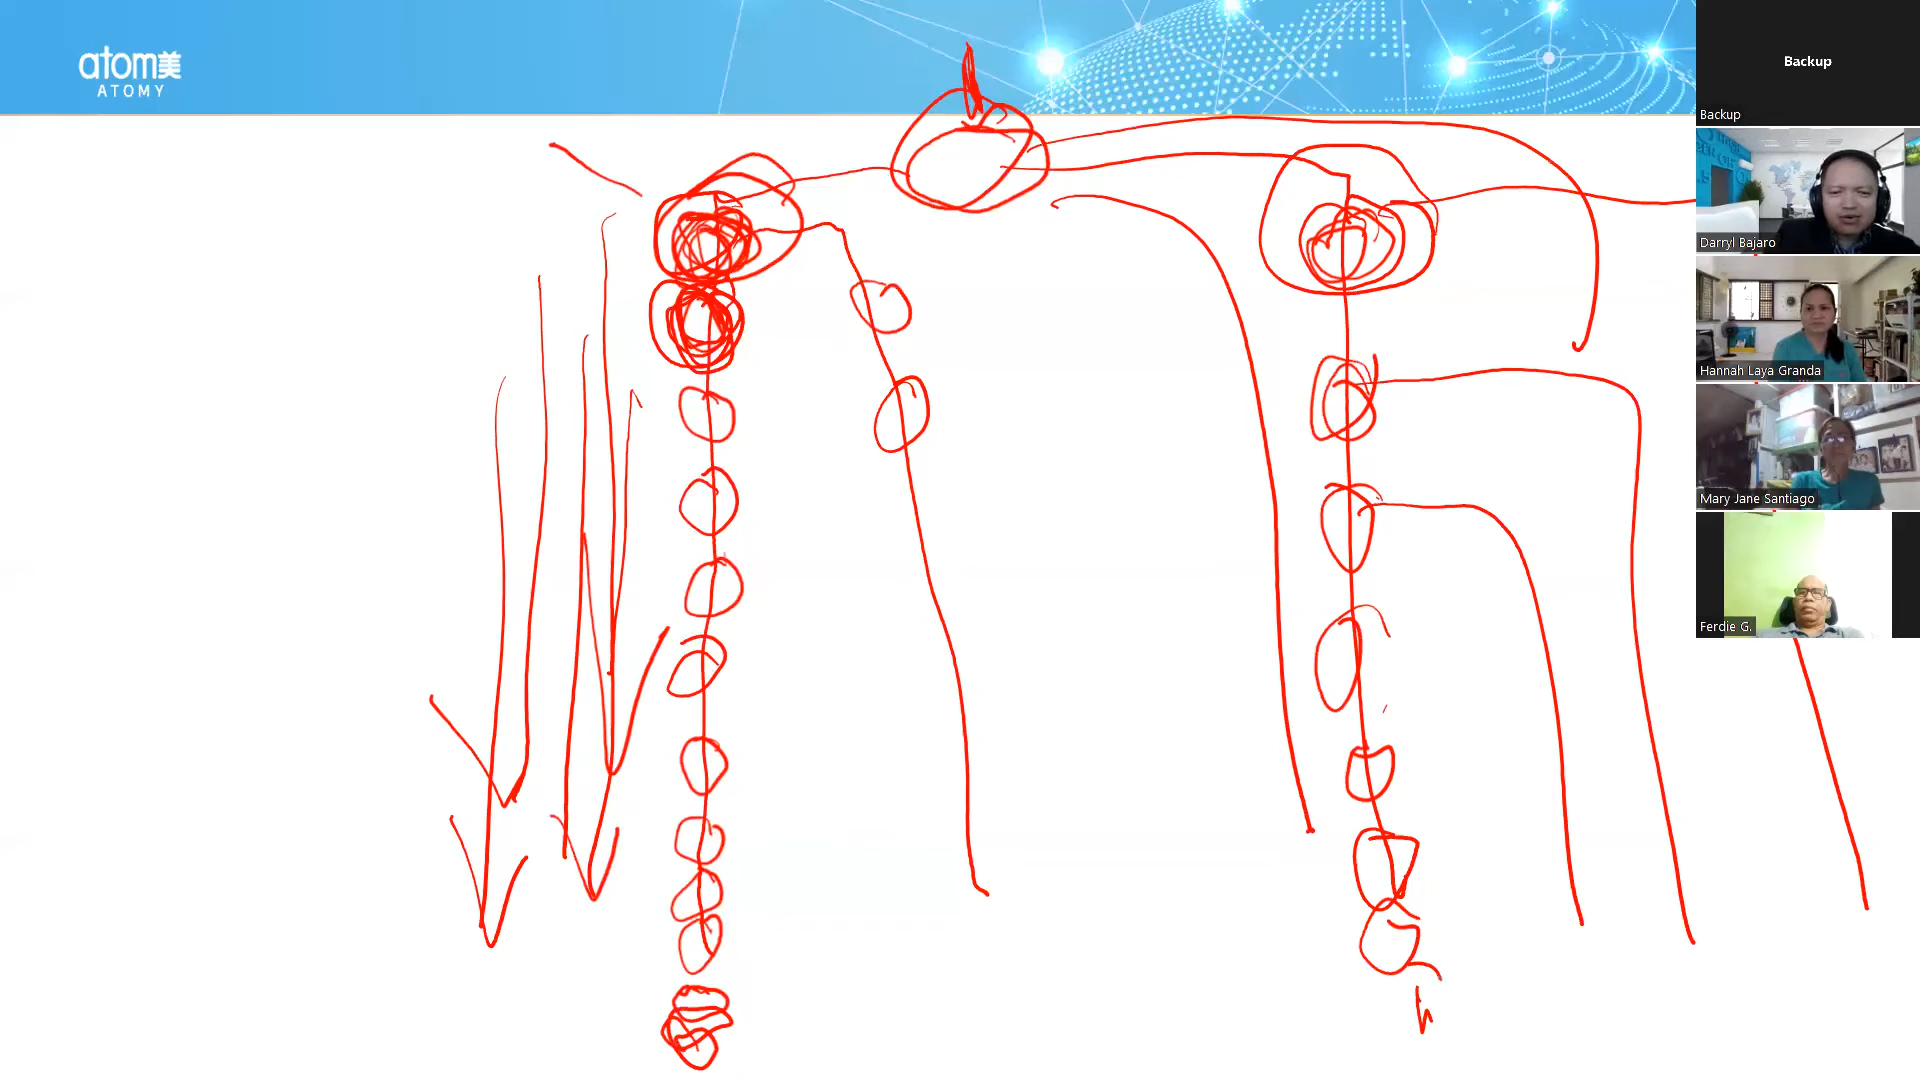 atom美
ATOMY
Backup
Backup
Darryl Bajaro
Hannah Laya Granda
Mary Jane Santiago
Ferdie G.